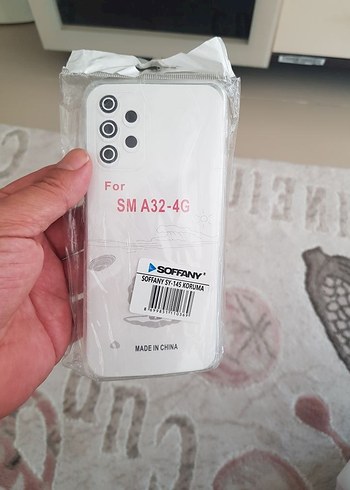 For
SM A32-4G
SOFFANY
SOFFANY SY-145 KORUMA
MADE IN CHINA